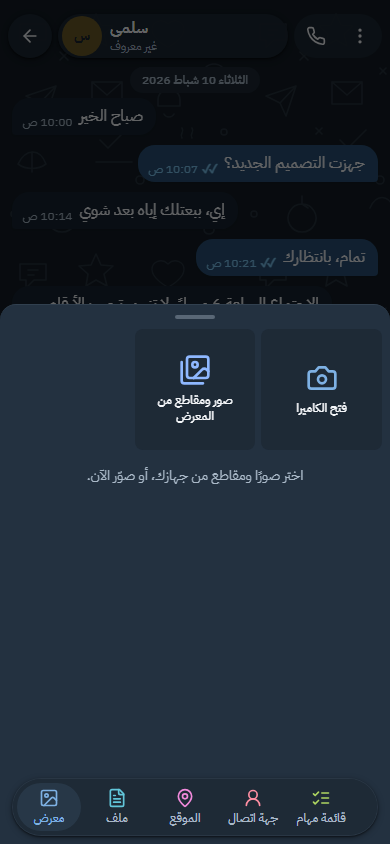 سلمى
غير معروف
س
الثلاثاء 10 شباط 2026
صباح الخير
10:00 ص
جهزت التصميم الجديد؟
10:07 ص
إي، ببعتلك إياه بعد شوي
10:14 ص
تمام، بانتظارك
10:21 ص
فتح الكاميرا
صور ومقاطع من
المعرض
اختر صورًا ومقاطع من جهازك، أو صوّر الآن.
قائمة مهام
جهة اتصال
الموقع
ملف
معرض